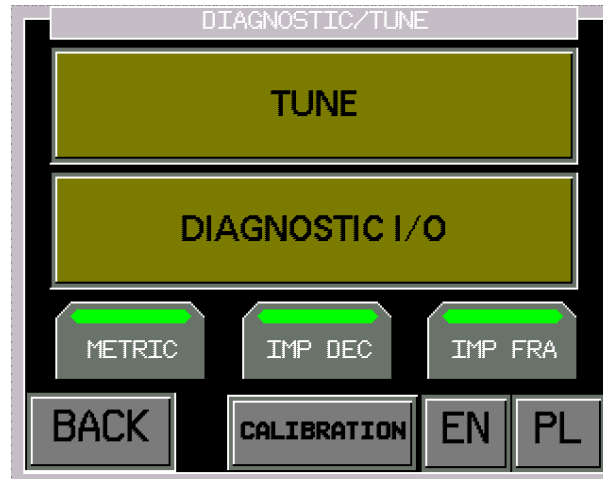 DIAGNOSTIC/TUNE
TUNE
DIAGNOSTIC I/O
METRIC IMP DEC IMP FRA
BACK CALIBRATION EN PL